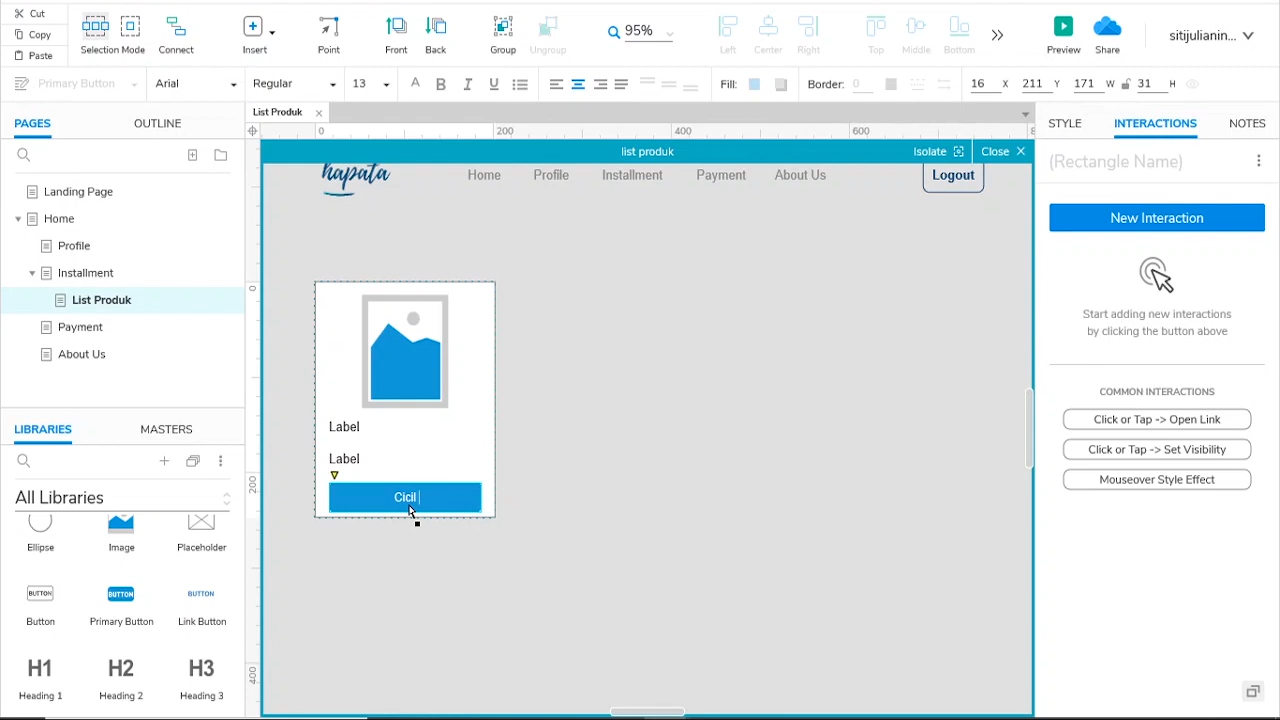 Cut
Copy
Paste
Selection Mode
Connect
Insert
Point
Front
Back
Group
Ungroup
95%
Left
Center
Right
Top
Middle
Bottom
Preview
Share
sitijulianin...
Primary Button
Arial
Regular
13
Fill:
Border:
0
16 X
211 Y
171 W
31 H
PAGES
OUTLINE
Landing Page
Home
Profile
Installment
List Produk
Payment
About Us
LIBRARIES
MASTERS
All Libraries
Ellipse
Image
Placeholder
BUTTON
BUTTON
BUTTON
Button
Primary Button
Link Button
H1
H2
H3
Heading 1
Heading 2
Heading 3
List Produk
0
200
400
600
0
200
400
list produk
Isolate
Close
hapata
Home
Profile
Installment
Payment
About Us
Logout
Label
Label
Cicil
STYLE
INTERACTIONS
NOTES
(Rectangle Name)
New Interaction
Start adding new interactions
by clicking the button above
COMMON INTERACTIONS
Click or Tap -> Open Link
Click or Tap -> Set Visibility
Mouseover Style Effect